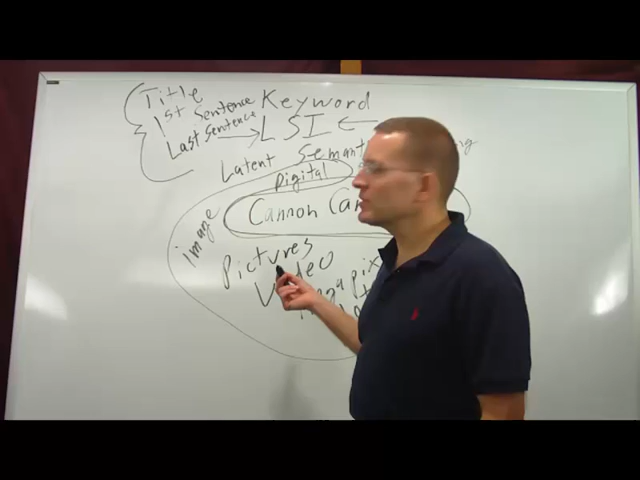 Title
1st Sentence Keyword
Last Sentence LSI
Latent Semant
Digital
Cannon Ca
Image
Pictures
Video